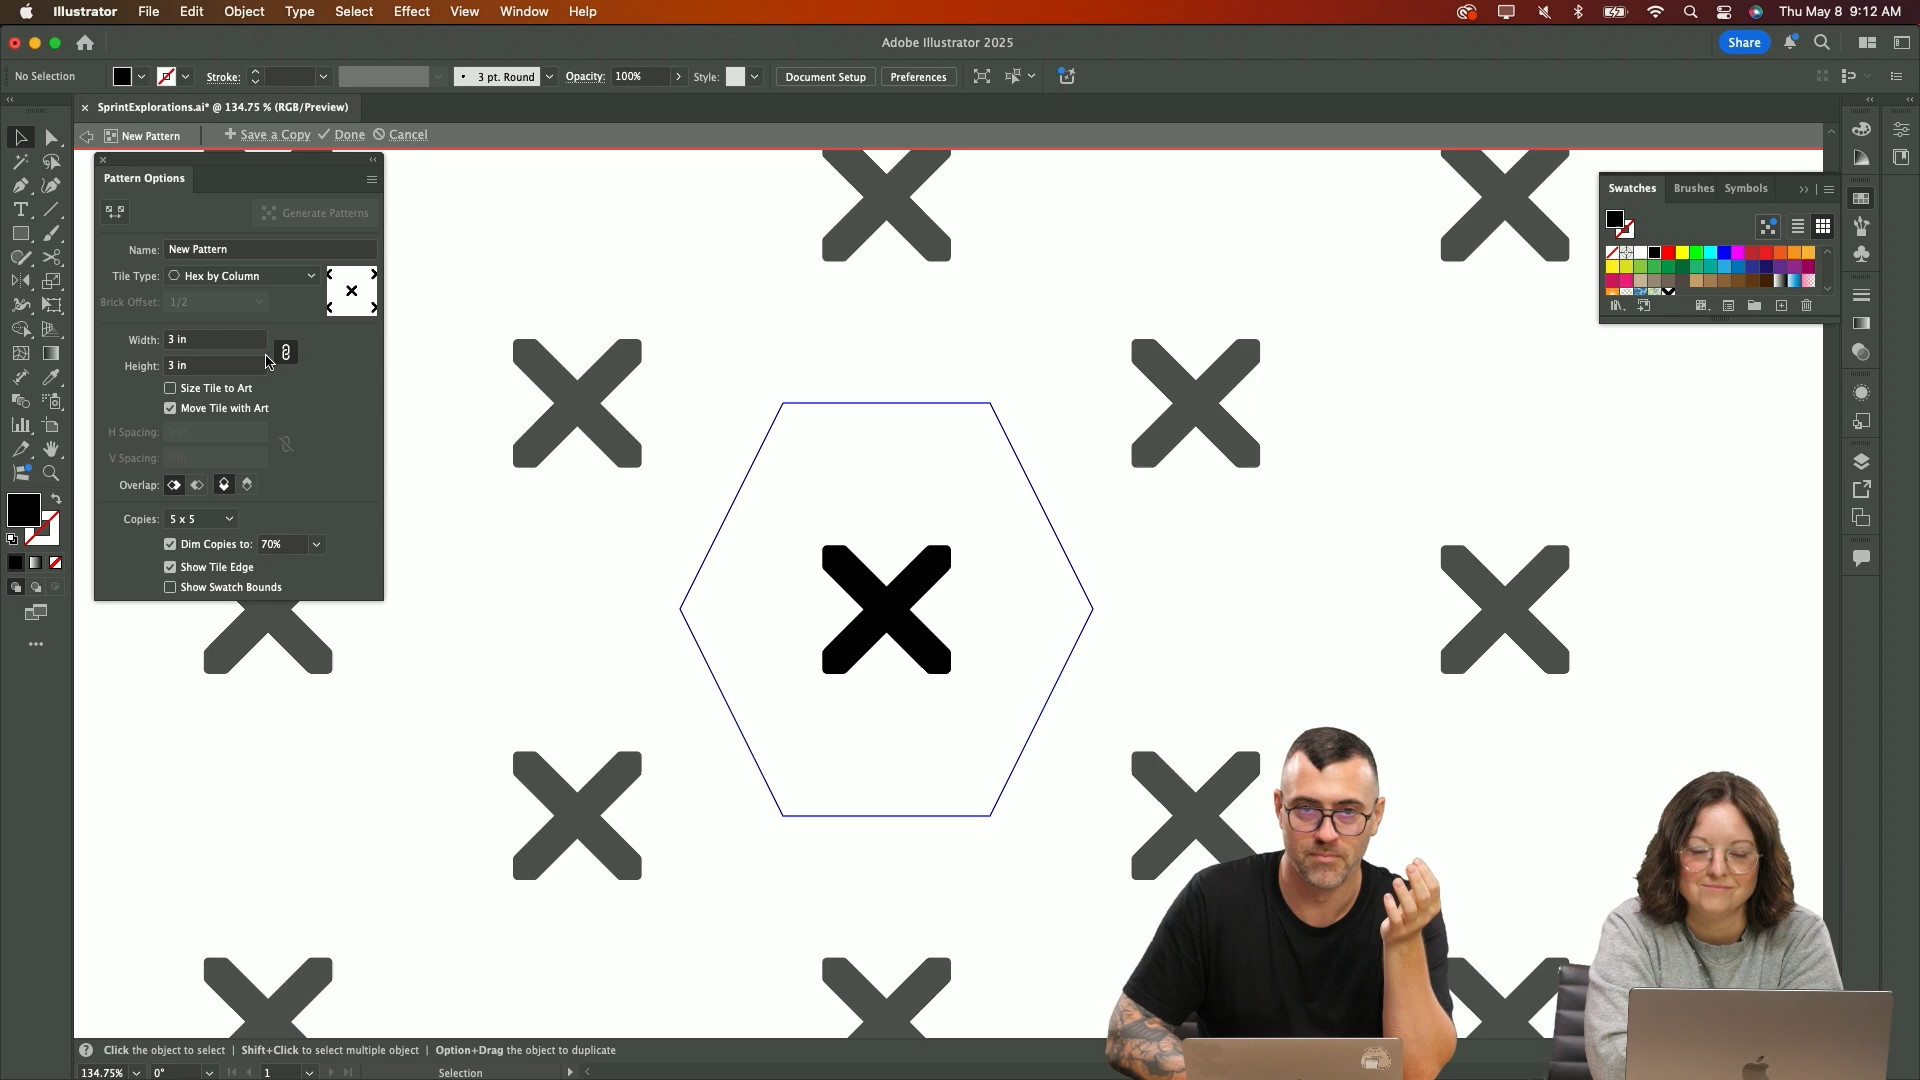 Illustrator File Edit Object Type Select Effect View Window Help Thu May 8 9:12 AM
Adobe Illustrator 2025 Share
No Selection Stroke: 3 pt. Round Opacity: 100% Style: Document Setup Preferences
SprintExplorations.ai* @ 134.75 % (RGB/Preview)
New Pattern Save a Copy Done Cancel
Pattern Options
Generate Patterns
Name: New Pattern
Tile Type: Hex by Column
Brick Offset: 1/2
Width: 3 in
Height: 3 in
Size Tile to Art
Move Tile with Art
H Spacing: 0 in
V Spacing: 0 in
Overlap:
Copies: 5 x 5
Dim Copies to: 70%
Show Tile Edge
Show Swatch Bounds
Swatches Brushes Symbols
Click the object to select | Shift+Click to select multiple object | Option+Drag the object to duplicate
134.75% 0° 1 Selection